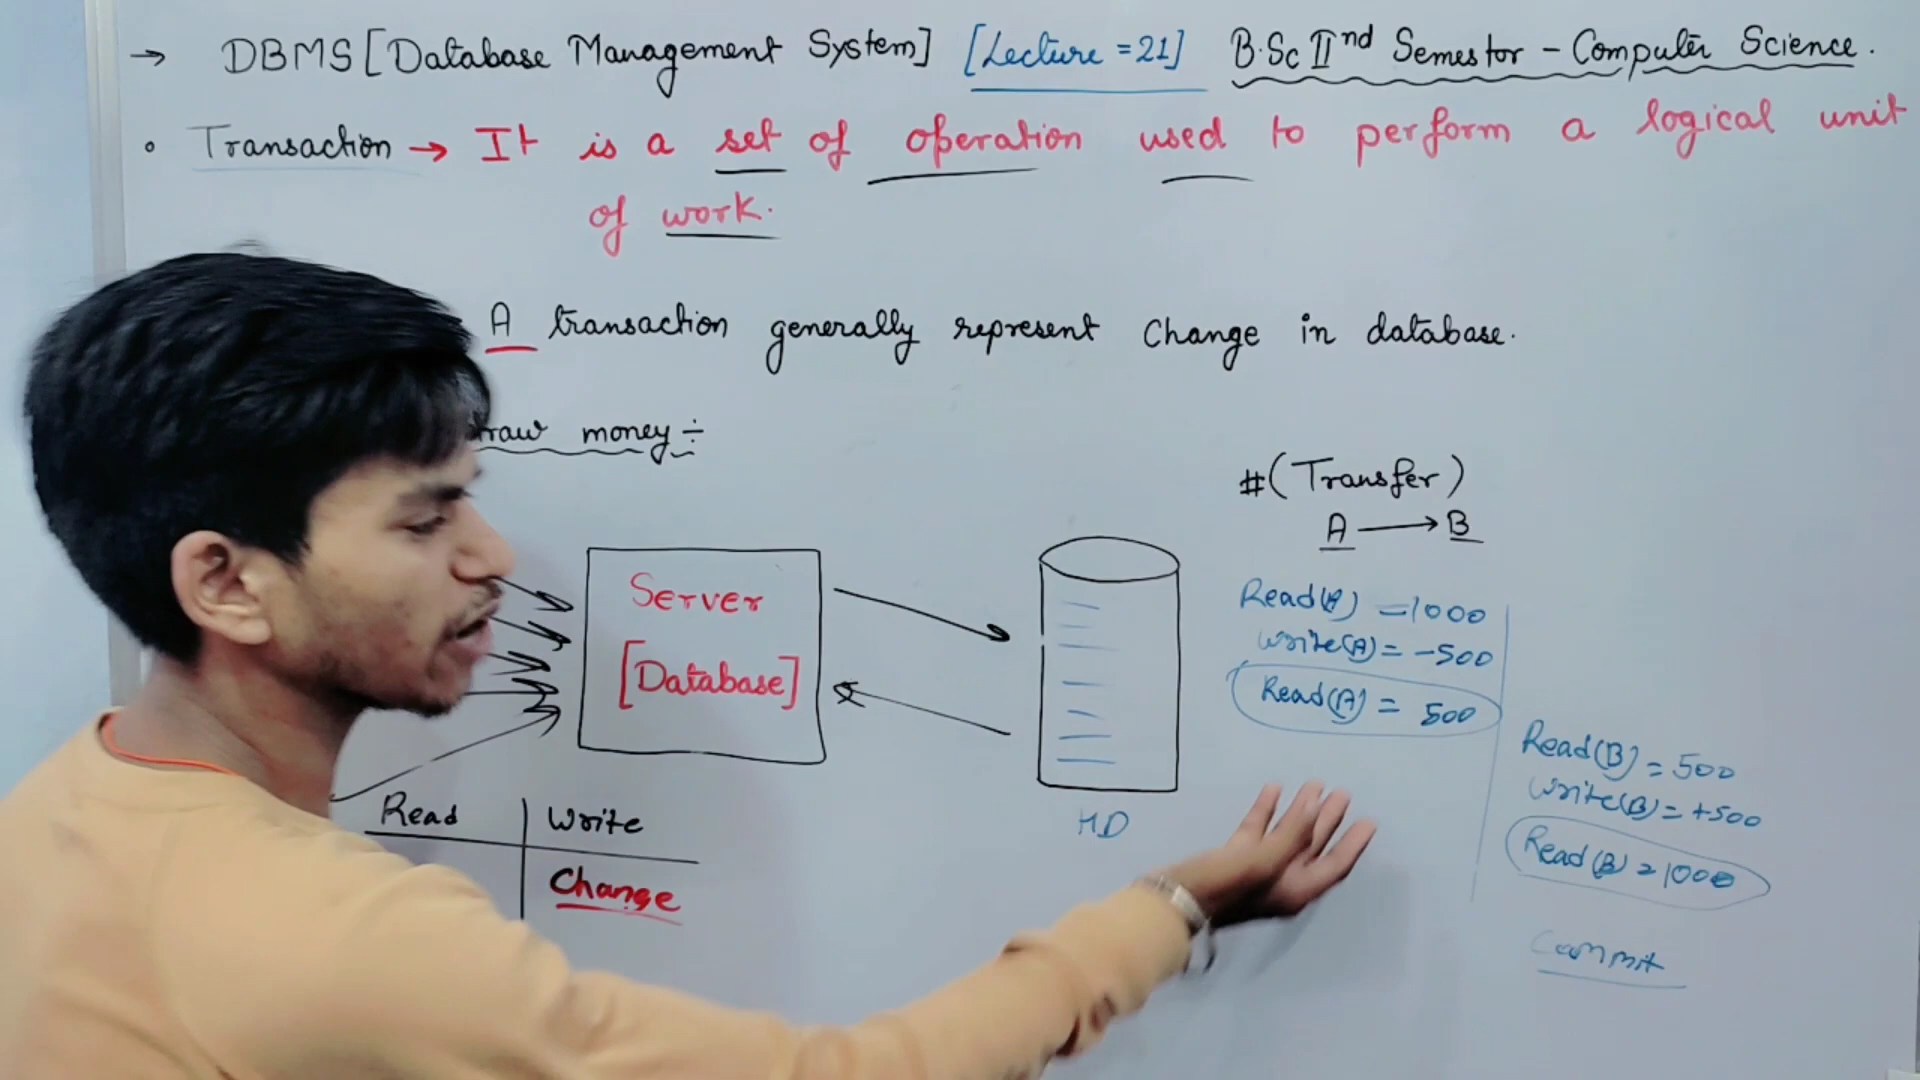 → DBMS [Database Management System] [Lecture = 21] B.Sc IInd Semestor - Computer Science.
• Transaction → It is a set of operation used to perform a logical unit
of work.
A transaction generally represent change in database.
money ÷
#(Transfer)
A → B
Server
[Database]
Read(A) = 1000
write(A) = -500
Read(A) = 500
Read(B) = 500
write(B) = +500
Read(B) = 1000
Commit
HD
Read | Write
Change